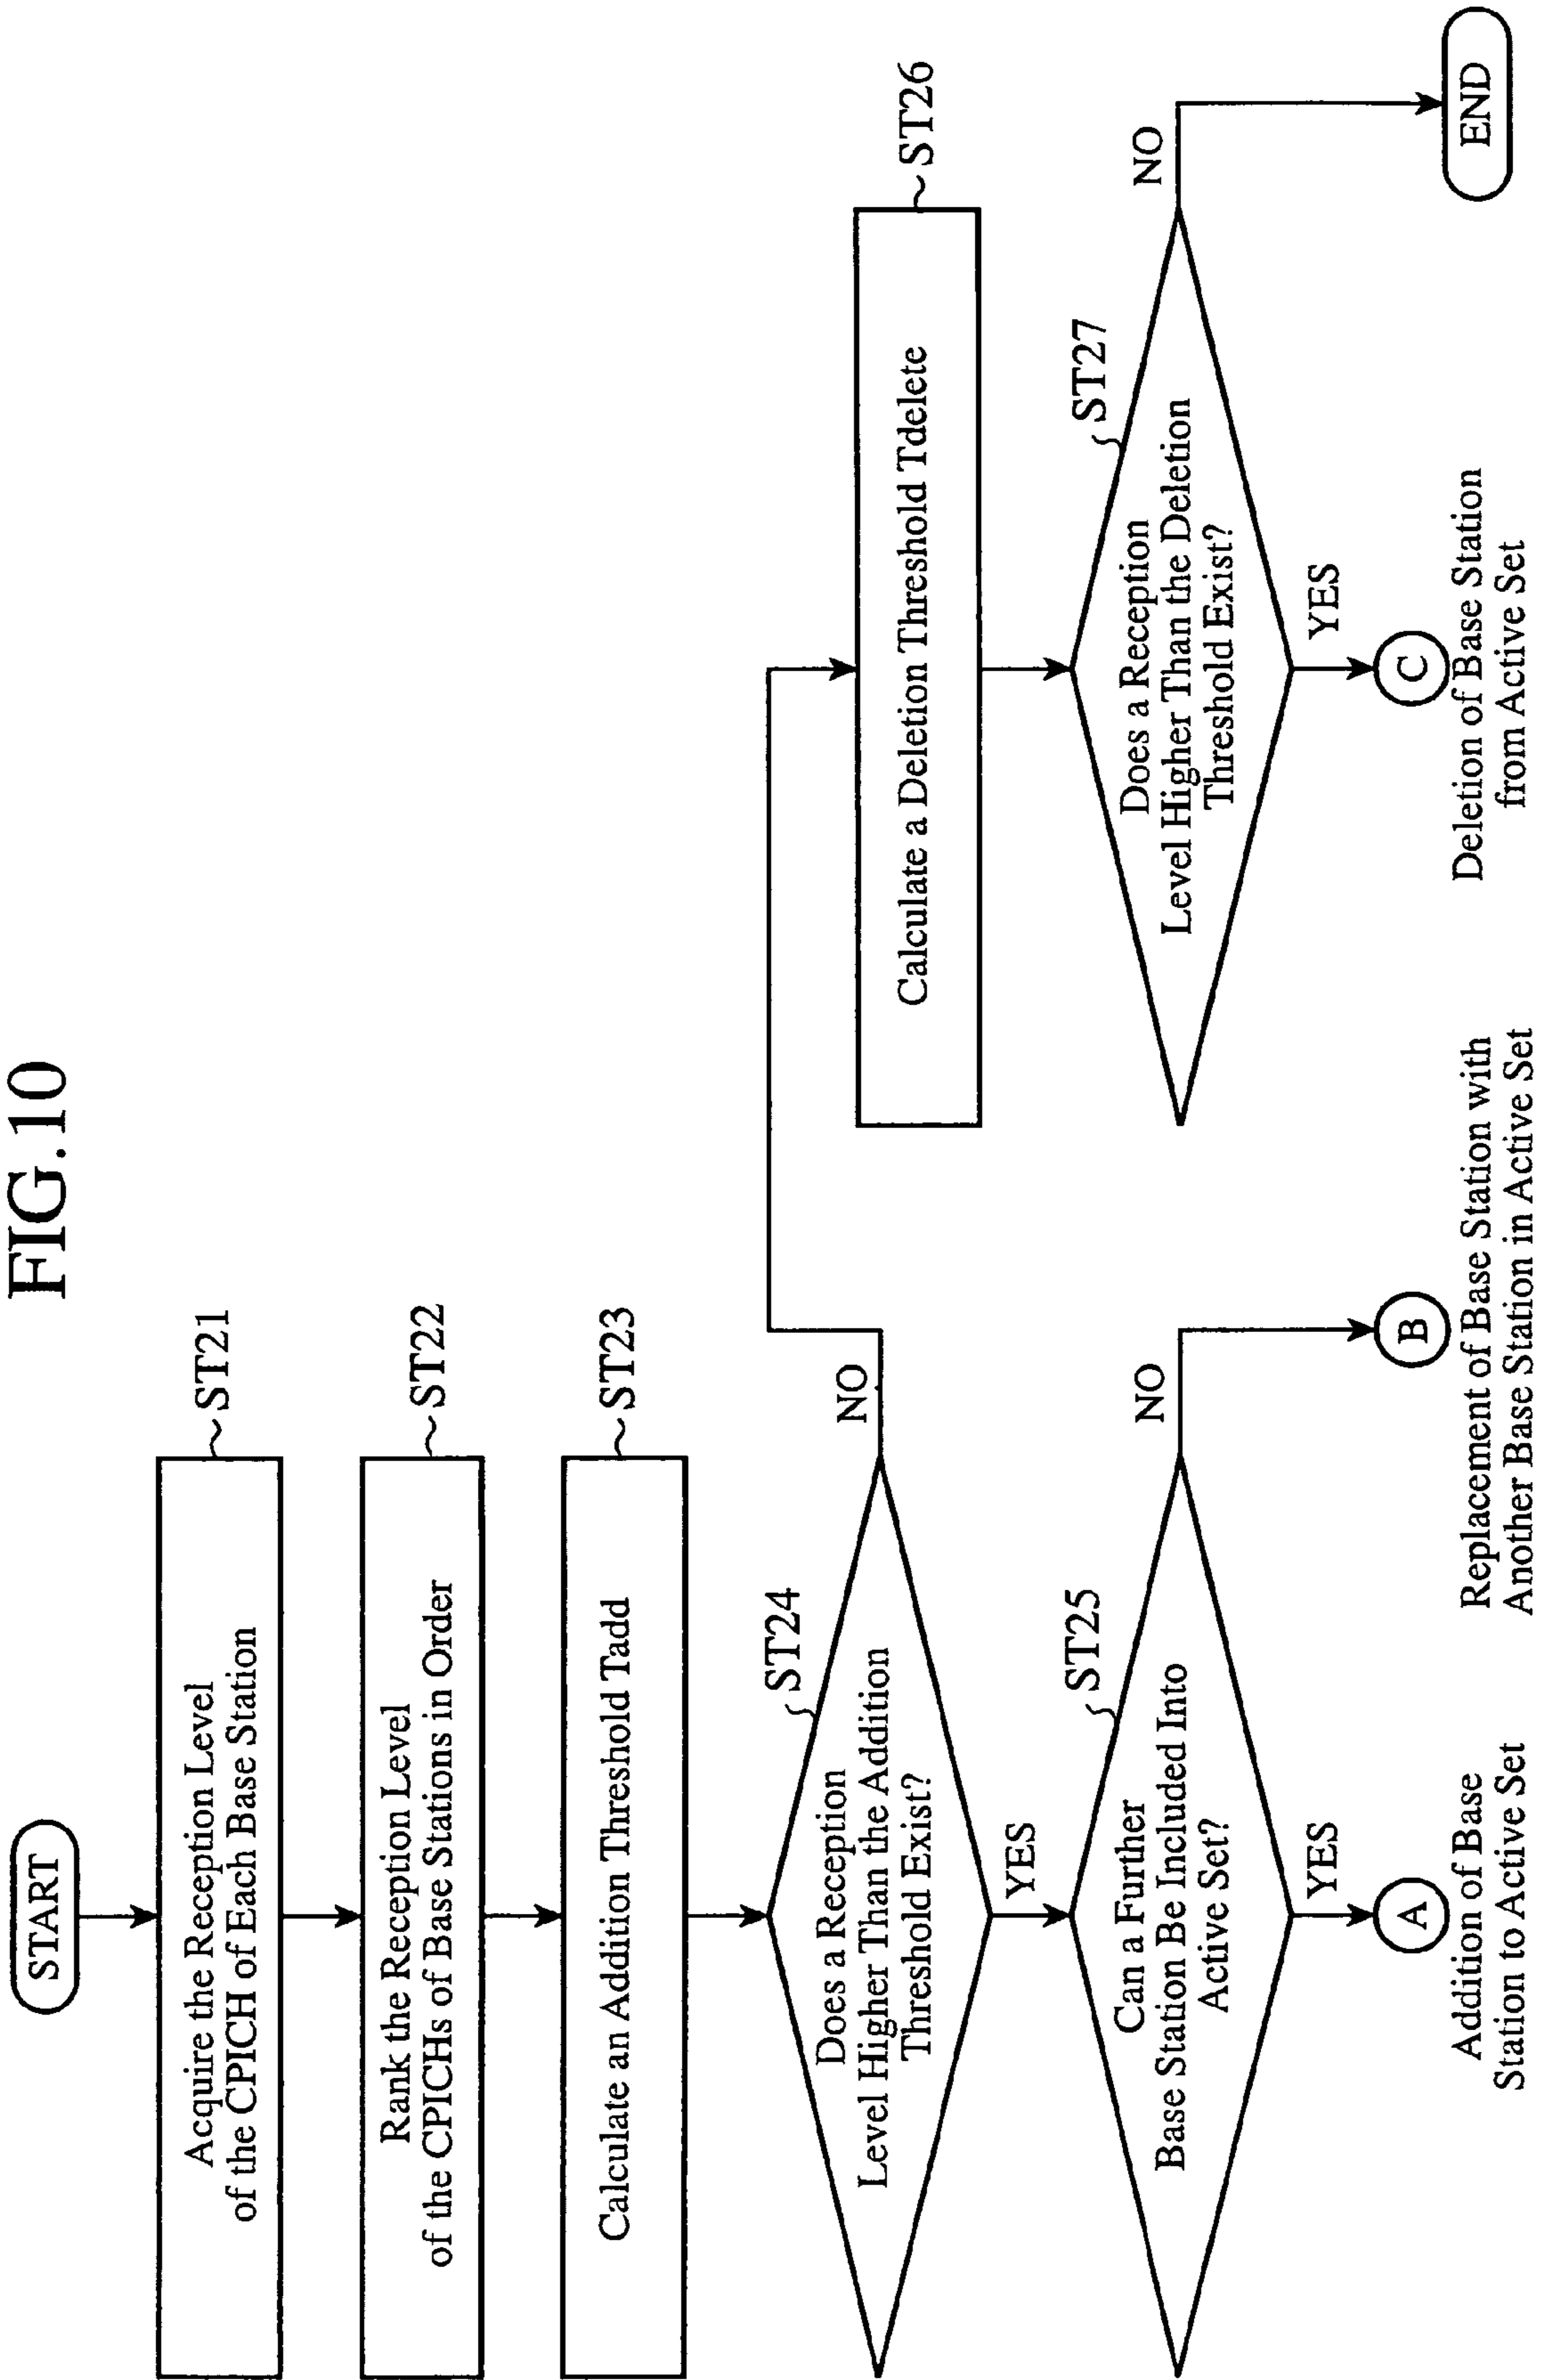 FIG.10
START
Acquire the Reception Level
of the CPICH of Each Base Station
~ST21
Rank the Reception Level
of the CPICHs of Base Stations in Order
~ST22
Calculate an Addition Threshold Tadd
~ST23
Does a Reception
Level Higher Than the Addition
Threshold Exist?
ST24
NO
YES
Can a Further
Base Station Be Included Into
Active Set?
ST25
NO
YES
A
Addition of Base
Station to Active Set
B
Replacement of Base Station with
Another Base Station in Active Set
Calculate a Deletion Threshold Tdelete
~ST26
Does a Reception
Level Higher Than the Deletion
Threshold Exist?
ST27
NO
YES
C
Deletion of Base Station
from Active Set
END